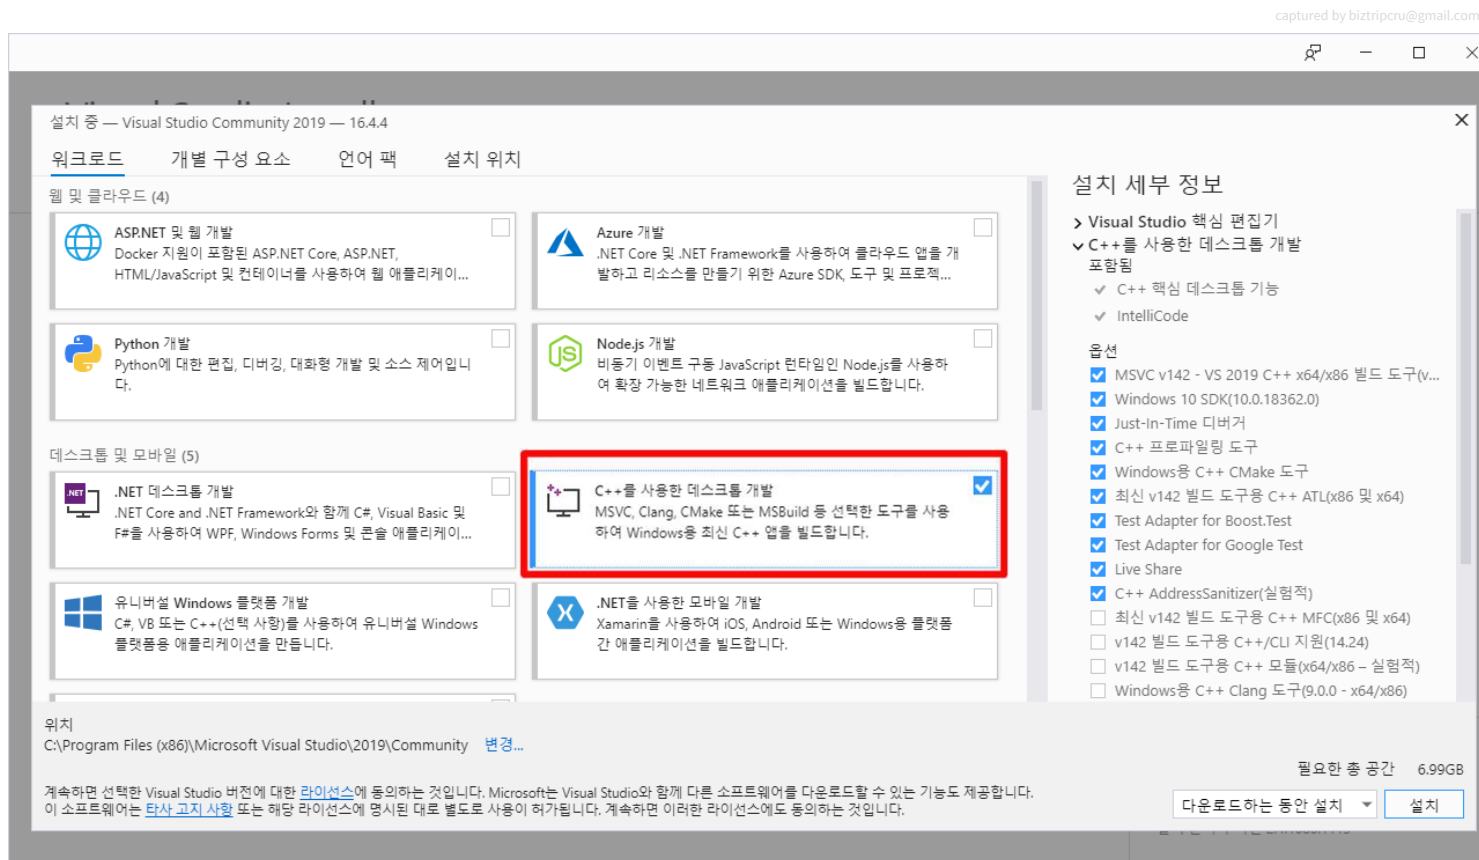 captured by biztripcru@gmail.com
설치 중 — Visual Studio Community 2019 — 16.4.4
워크로드
개별 구성 요소
언어 팩
설치 위치
웹 및 클라우드 (4)
ASP.NET 및 웹 개발
Docker 지원이 포함된 ASP.NET Core, ASP.NET,
HTML/JavaScript 및 컨테이너를 사용하여 웹 애플리케이...
Azure 개발
.NET Core 및 .NET Framework를 사용하여 클라우드 앱을 개
발하고 리소스를 만들기 위한 Azure SDK, 도구 및 프로젝...
Python 개발
Python에 대한 편집, 디버깅, 대화형 개발 및 소스 제어입니
다.
Node.js 개발
비동기 이벤트 구동 JavaScript 런타임인 Node.js를 사용하
여 확장 가능한 네트워크 애플리케이션을 빌드합니다.
데스크톱 및 모바일 (5)
.NET
.NET 데스크톱 개발
.NET Core and .NET Framework와 함께 C#, Visual Basic 및
F#을 사용하여 WPF, Windows Forms 및 콘솔 애플리케이...
C++를 사용한 데스크톱 개발
MSVC, Clang, CMake 또는 MSBuild 등 선택한 도구를 사용
하여 Windows용 최신 C++ 앱을 빌드합니다.
유니버설 Windows 플랫폼 개발
C#, VB 또는 C++(선택 사항)를 사용하여 유니버설 Windows
플랫폼용 애플리케이션을 만듭니다.
.NET을 사용한 모바일 개발
Xamarin을 사용하여 iOS, Android 또는 Windows용 플랫폼
간 애플리케이션을 빌드합니다.
설치 세부 정보
Visual Studio 핵심 편집기
C++를 사용한 데스크톱 개발
포함됨
C++ 핵심 데스크톱 기능
IntelliCode
옵션
MSVC v142 - VS 2019 C++ x64/x86 빌드 도구(v...
Windows 10 SDK(10.0.18362.0)
Just-In-Time 디버거
C++ 프로파일링 도구
Windows용 C++ CMake 도구
최신 v142 빌드 도구용 C++ ATL(x86 및 x64)
Test Adapter for Boost.Test
Test Adapter for Google Test
Live Share
C++ AddressSanitizer(실험적)
최신 v142 빌드 도구용 C++ MFC(x86 및 x64)
v142 빌드 도구용 C++/CLI 지원(14.24)
v142 빌드 도구용 C++ 모듈(x64/x86 – 실험적)
Windows용 C++ Clang 도구(9.0.0 - x64/x86)
위치
C:\Program Files (x86)\Microsoft Visual Studio\2019\Community 변경...
필요한 총 공간 6.99GB
계속하면 선택한 Visual Studio 버전에 대한 라이선스에 동의하는 것입니다. Microsoft는 Visual Studio와 함께 다른 소프트웨어를 다운로드할 수 있는 기능도 제공합니다.
이 소프트웨어는 타사 고지 사항 또는 해당 라이선스에 명시된 대로 별도로 사용이 허가됩니다. 계속하면 이러한 라이선스에도 동의하는 것입니다.
다운로드하는 동안 설치
설치